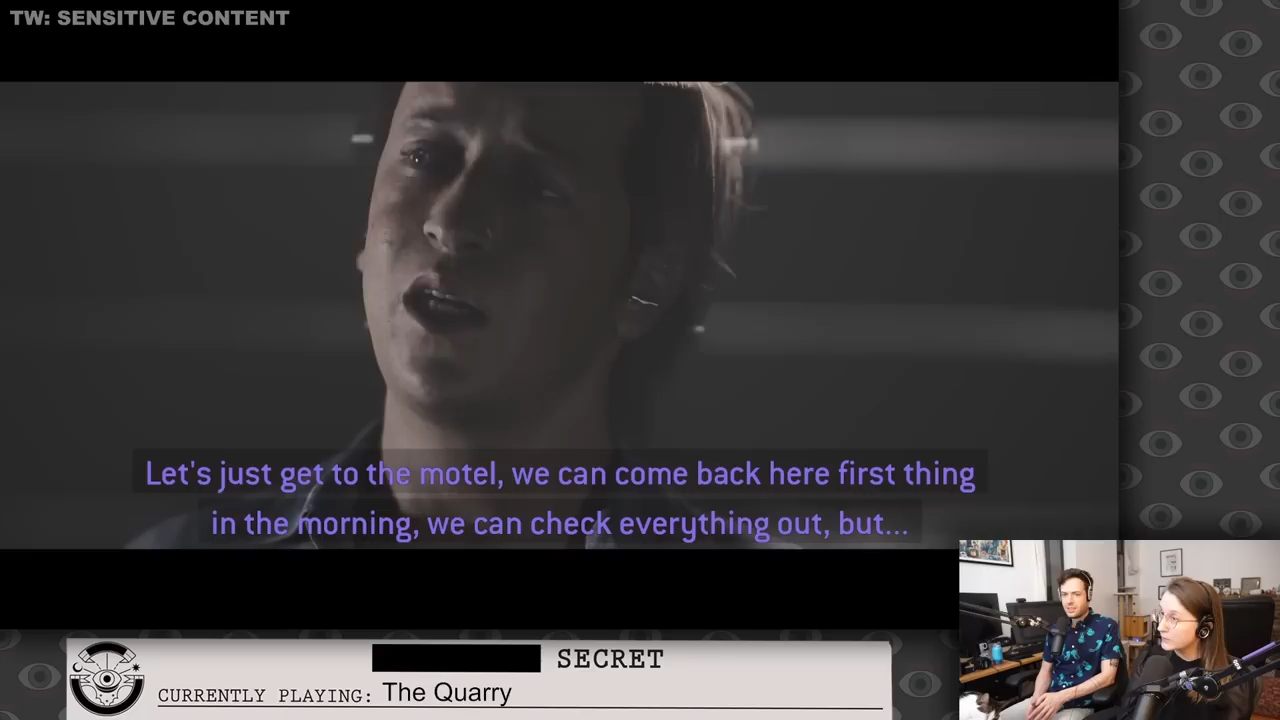 TW: SENSITIVE CONTENT
Let's just get to the motel, we can come back here first thing
in the morning, we can check everything out, but...
SECRET
CURRENTLY PLAYING: The Quarry